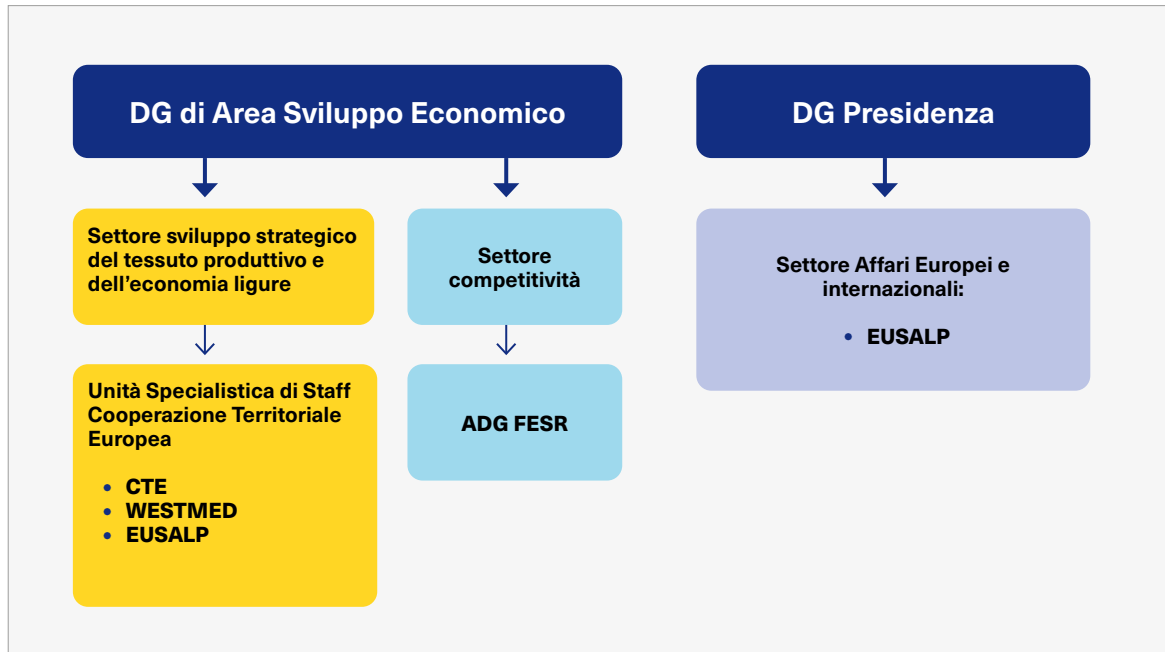 DG di Area Sviluppo Economico
DG Presidenza
Settore sviluppo strategico
del tessuto produttivo e
dell’economia ligure
Settore
competitività
Settore Affari Europei e
internazionali:
• EUSALP
Unità Specialistica di Staff
Cooperazione Territoriale
Europea
• CTE
• WESTMED
• EUSALP
ADG FESR